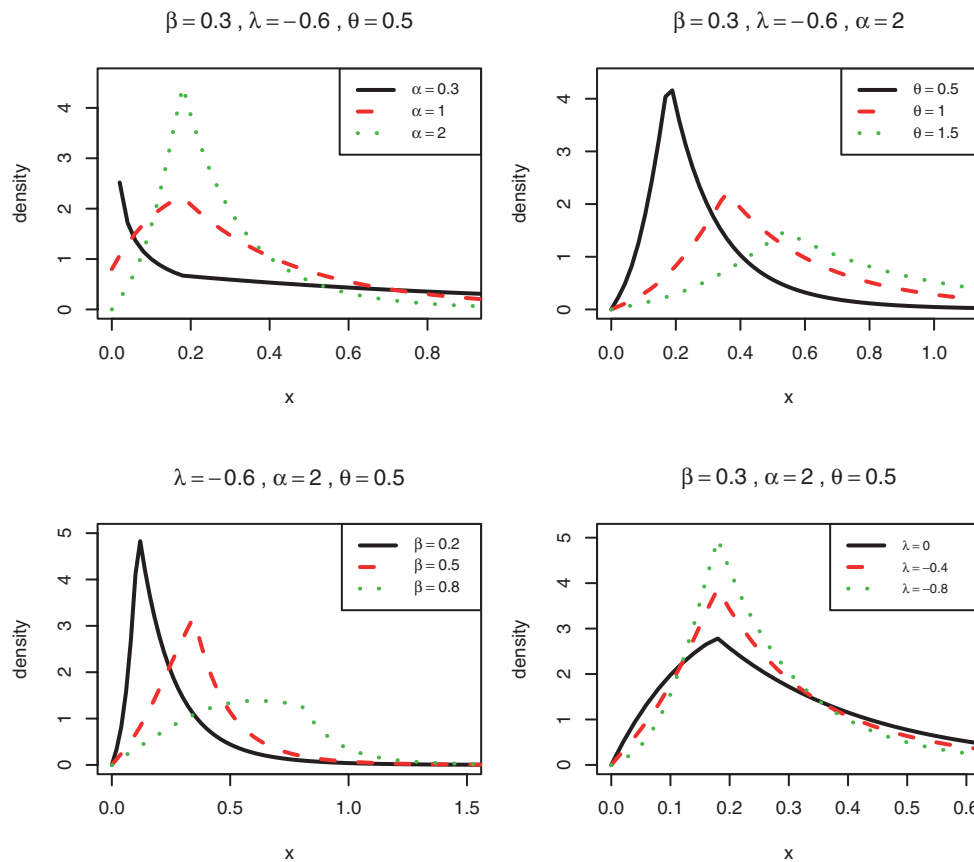 β = 0.3 , λ = −0.6 , θ = 0.5
density
0 1 2 3 4
α = 0.3
α = 1
α = 2
0.0 0.2 0.4 0.6 0.8
x
β = 0.3 , λ = −0.6 , α = 2
density
0 1 2 3 4
θ = 0.5
θ = 1
θ = 1.5
0.0 0.2 0.4 0.6 0.8 1.0
x
λ = −0.6 , α = 2 , θ = 0.5
density
0 1 2 3 4 5
β = 0.2
β = 0.5
β = 0.8
0.0 0.5 1.0 1.5
x
β = 0.3 , α = 2 , θ = 0.5
density
0 1 2 3 4 5
λ = 0
λ = −0.4
λ = −0.8
0.0 0.1 0.2 0.3 0.4 0.5 0.6
x